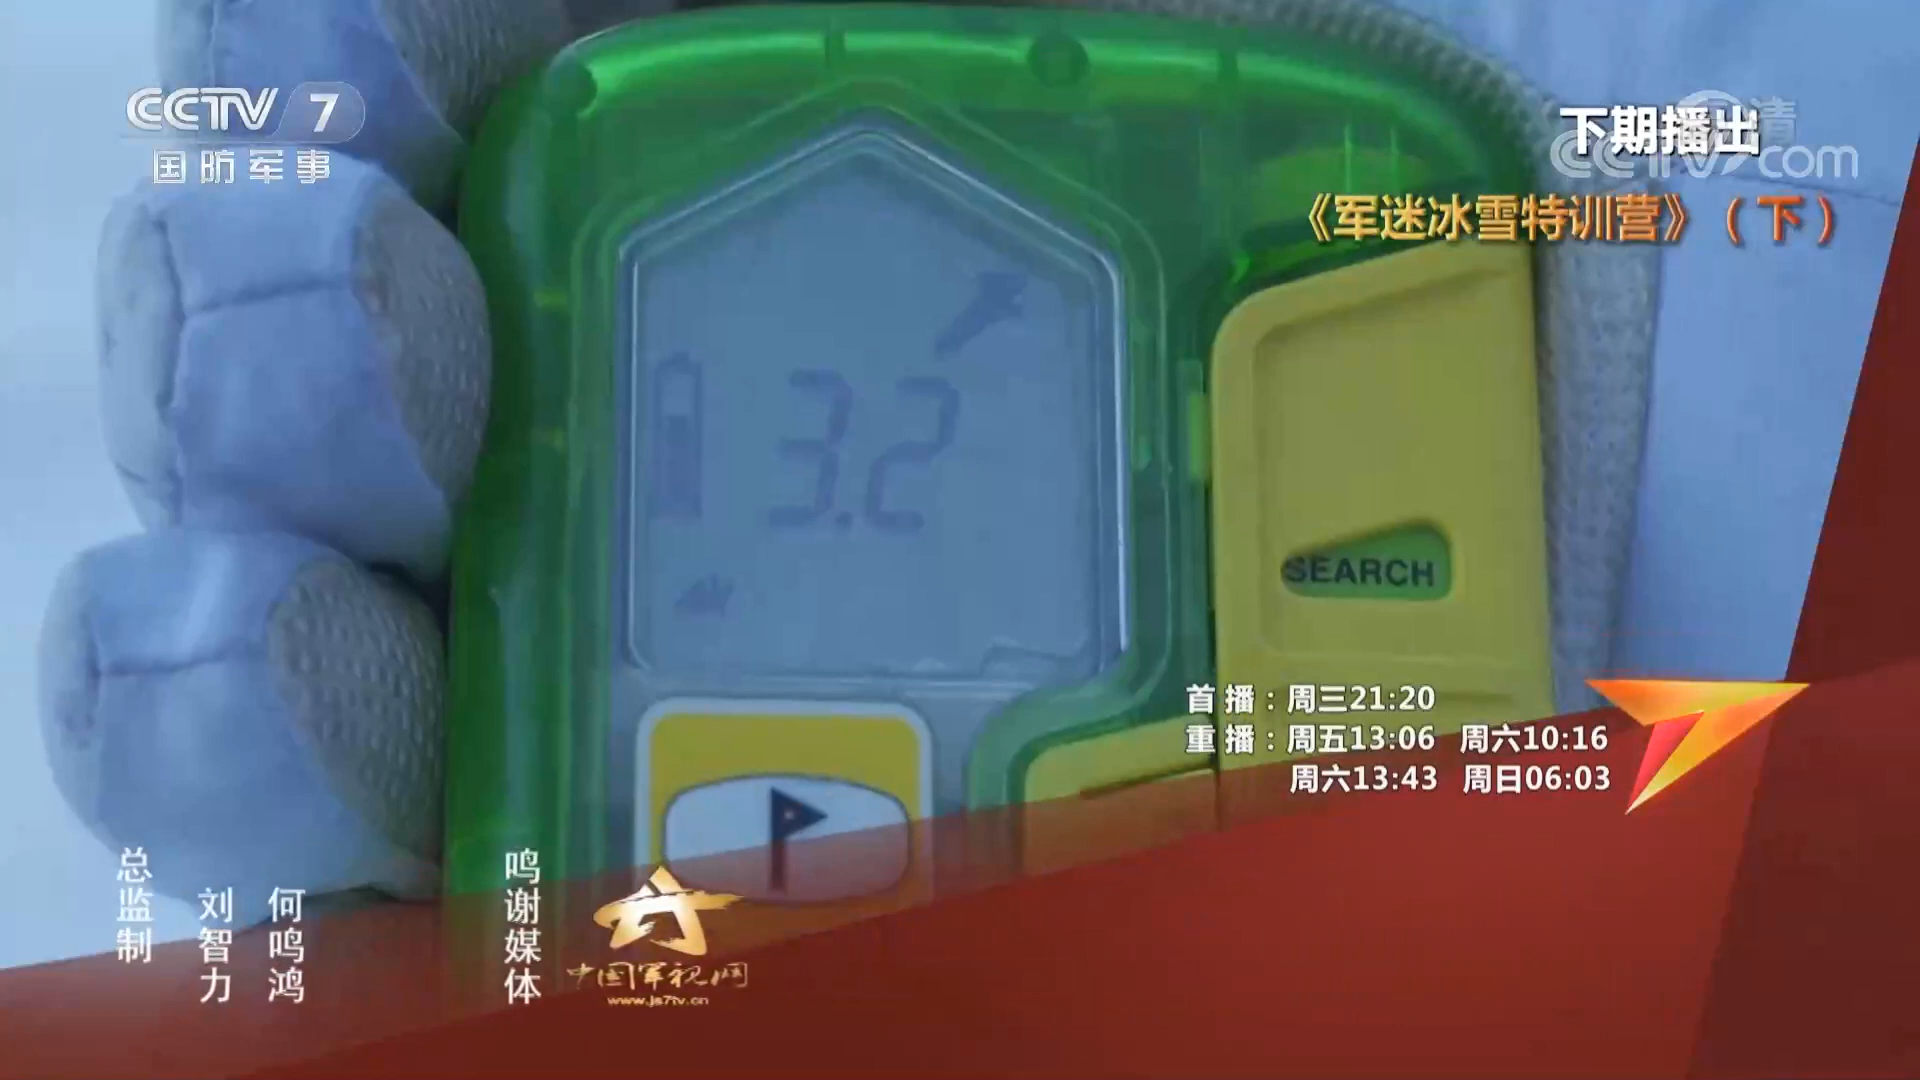 CCTV 7
国防军事
下期播出
CCTV.com
《军迷冰雪特训营》（下）
3.2
SEARCH
首播：周三21:20
重播：周五13:06 周六10:16
周六13:43 周日06:03
总监制
刘智力
何鸣鸿
鸣谢媒体
中国军视网
www.js7tv.cn